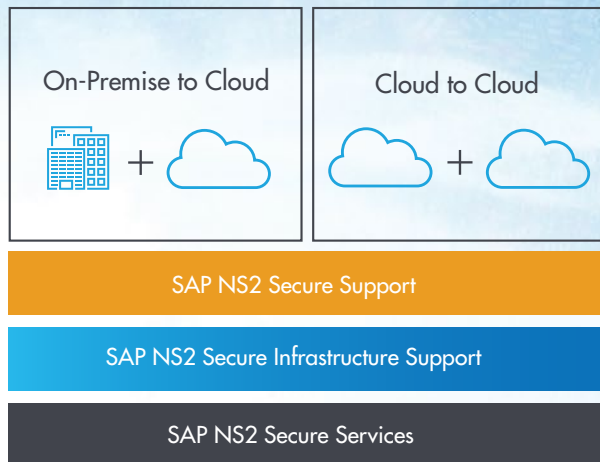 On-Premise to Cloud
Cloud to Cloud
+
+
SAP NS2 Secure Support
SAP NS2 Secure Infrastructure Support
SAP NS2 Secure Services